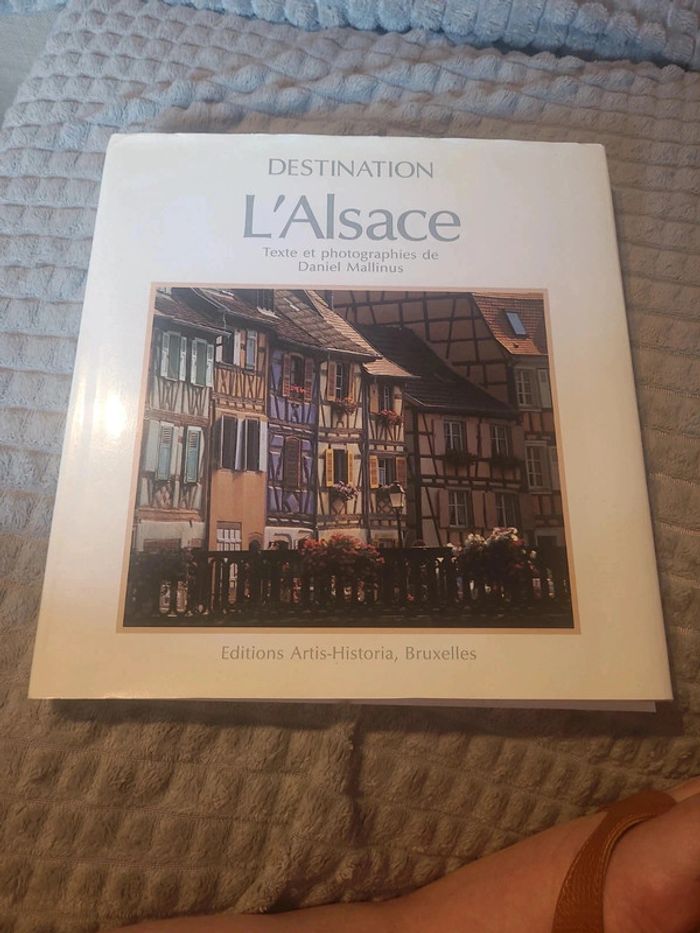 DESTINATION
L'Alsace
Texte et photographies de
Daniel Mallinus
Editions Artis-Historia, Bruxelles